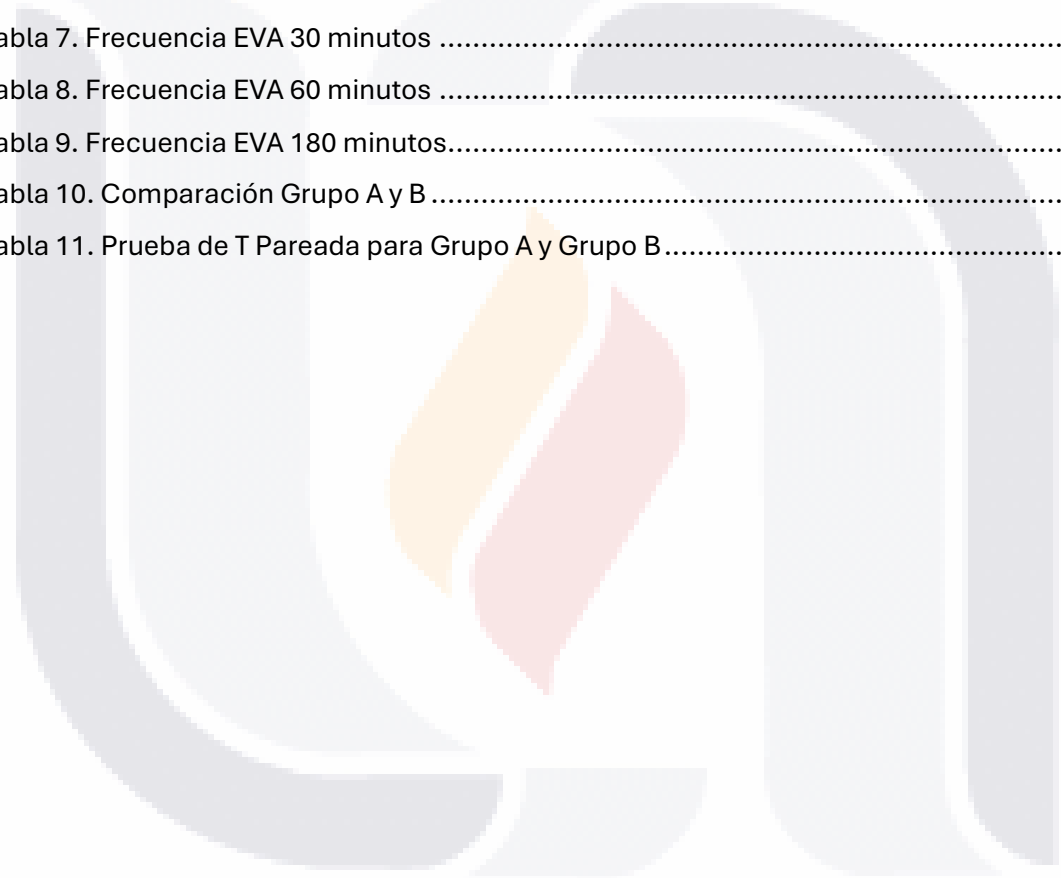 abla 7. Frecuencia EVA 30 minutos ................................................................................
abla 8. Frecuencia EVA 60 minutos ................................................................................
abla 9. Frecuencia EVA 180 minutos...............................................................................
abla 10. Comparación Grupo A y B .................................................................................
abla 11. Prueba de T Pareada para Grupo A y Grupo B ...................................................